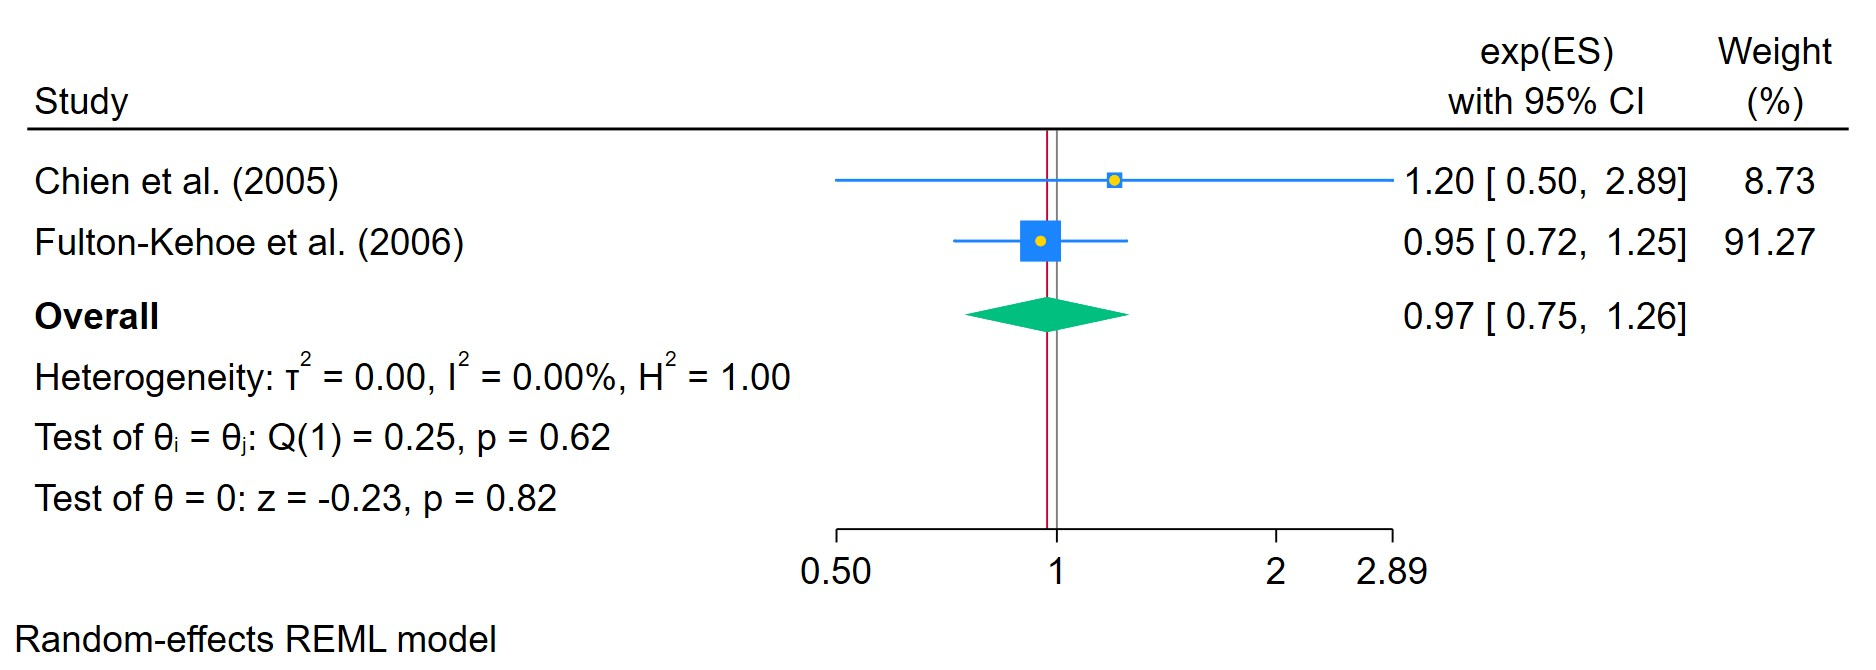 exp(ES) Weight
Study with 95% CI (%)
Chien et al. (2005) 1.20 [ 0.50, 2.89] 8.73
Fulton-Kehoe et al. (2006) 0.95 [ 0.72, 1.25] 91.27
Overall 0.97 [ 0.75, 1.26]
Heterogeneity: τ² = 0.00, I² = 0.00%, H² = 1.00
Test of θᵢ = θⱼ: Q(1) = 0.25, p = 0.62
Test of θ = 0: z = -0.23, p = 0.82
0.50 1 2 2.89
Random-effects REML model